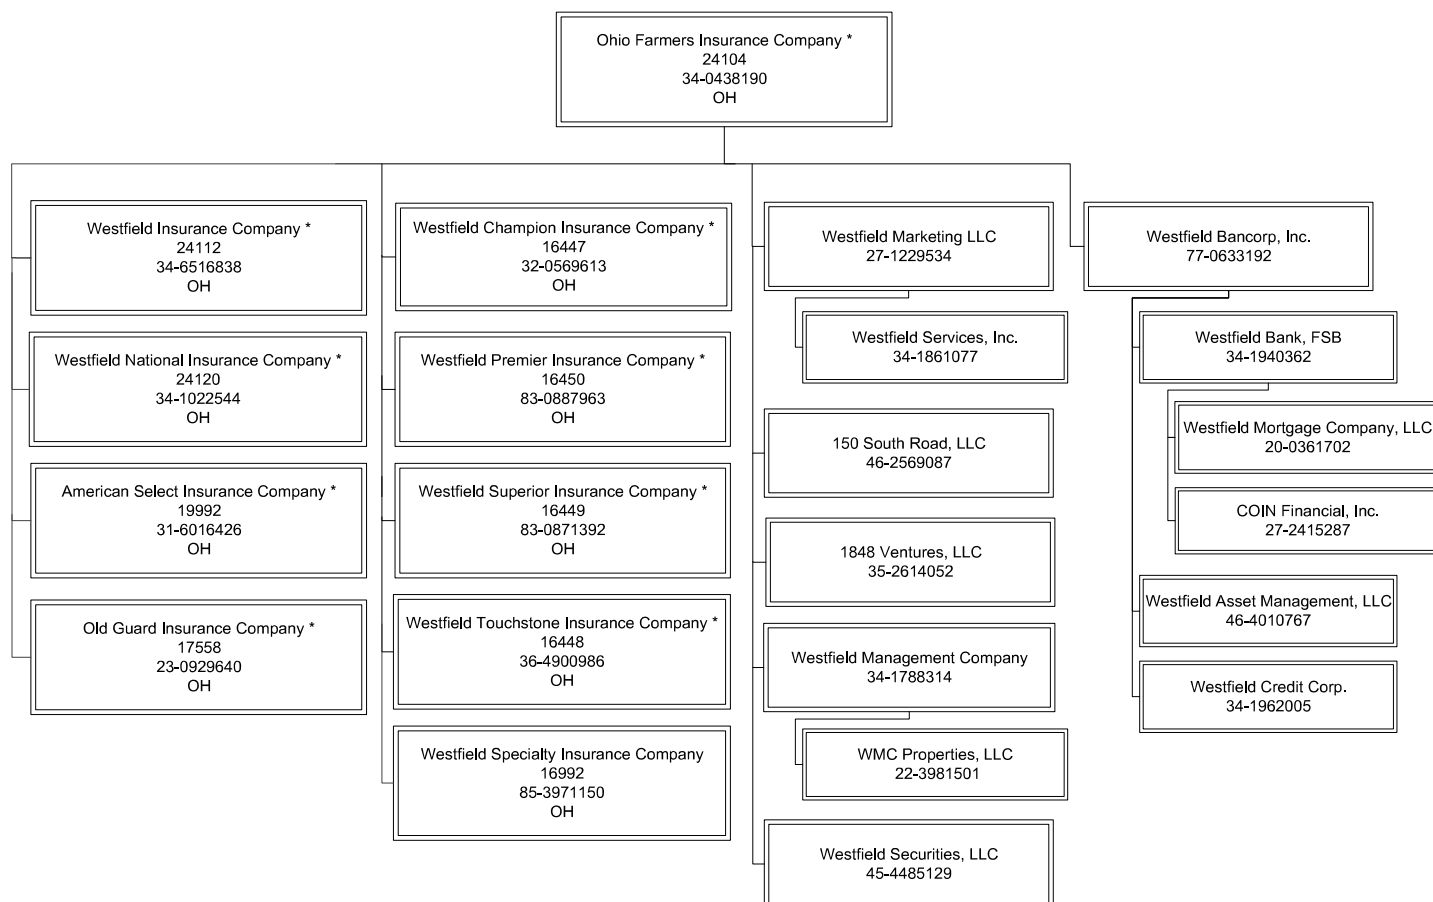 Ohio Farmers Insurance Company *
24104
34-0438190
OH
Westfield Insurance Company *
24112
34-6516838
OH
Westfield National Insurance Company *
24120
34-1022544
OH
American Select Insurance Company *
19992
31-6016426
OH
Old Guard Insurance Company *
17558
23-0929640
OH
Westfield Champion Insurance Company *
16447
32-0569613
OH
Westfield Premier Insurance Company *
16450
83-0887963
OH
Westfield Superior Insurance Company *
16449
83-0871392
OH
Westfield Touchstone Insurance Company *
16448
36-4900986
OH
Westfield Specialty Insurance Company
16992
85-3971150
OH
Westfield Marketing LLC
27-1229534
Westfield Services, Inc.
34-1861077
150 South Road, LLC
46-2569087
1848 Ventures, LLC
35-2614052
Westfield Management Company
34-1788314
WMC Properties, LLC
22-3981501
Westfield Securities, LLC
45-4485129
Westfield Bancorp, Inc.
77-0633192
Westfield Bank, FSB
34-1940362
Westfield Mortgage Company, LLC
20-0361702
COIN Financial, Inc.
27-2415287
Westfield Asset Management, LLC
46-4010767
Westfield Credit Corp.
34-1962005